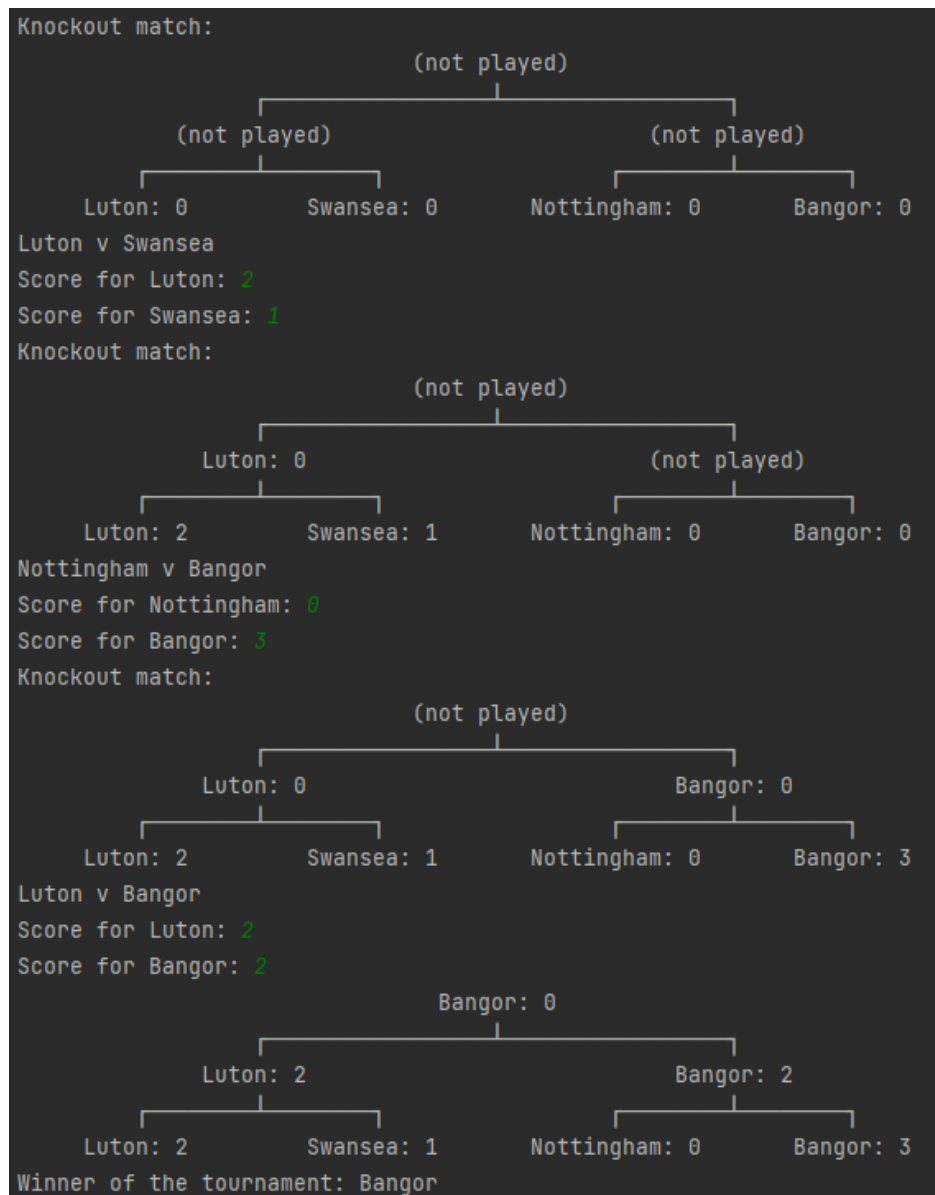 Knockout match:
(not played)
(not played) (not played)
Luton: 0 Swansea: 0 Nottingham: 0 Bangor: 0
Luton v Swansea
Score for Luton: 2
Score for Swansea: 1
Knockout match:
(not played)
Luton: 0 (not played)
Luton: 2 Swansea: 1 Nottingham: 0 Bangor: 0
Nottingham v Bangor
Score for Nottingham: 0
Score for Bangor: 3
Knockout match:
(not played)
Luton: 0 Bangor: 0
Luton: 2 Swansea: 1 Nottingham: 0 Bangor: 3
Luton v Bangor
Score for Luton: 2
Score for Bangor: 2
Bangor: 0
Luton: 2 Bangor: 2
Luton: 2 Swansea: 1 Nottingham: 0 Bangor: 3
Winner of the tournament: Bangor